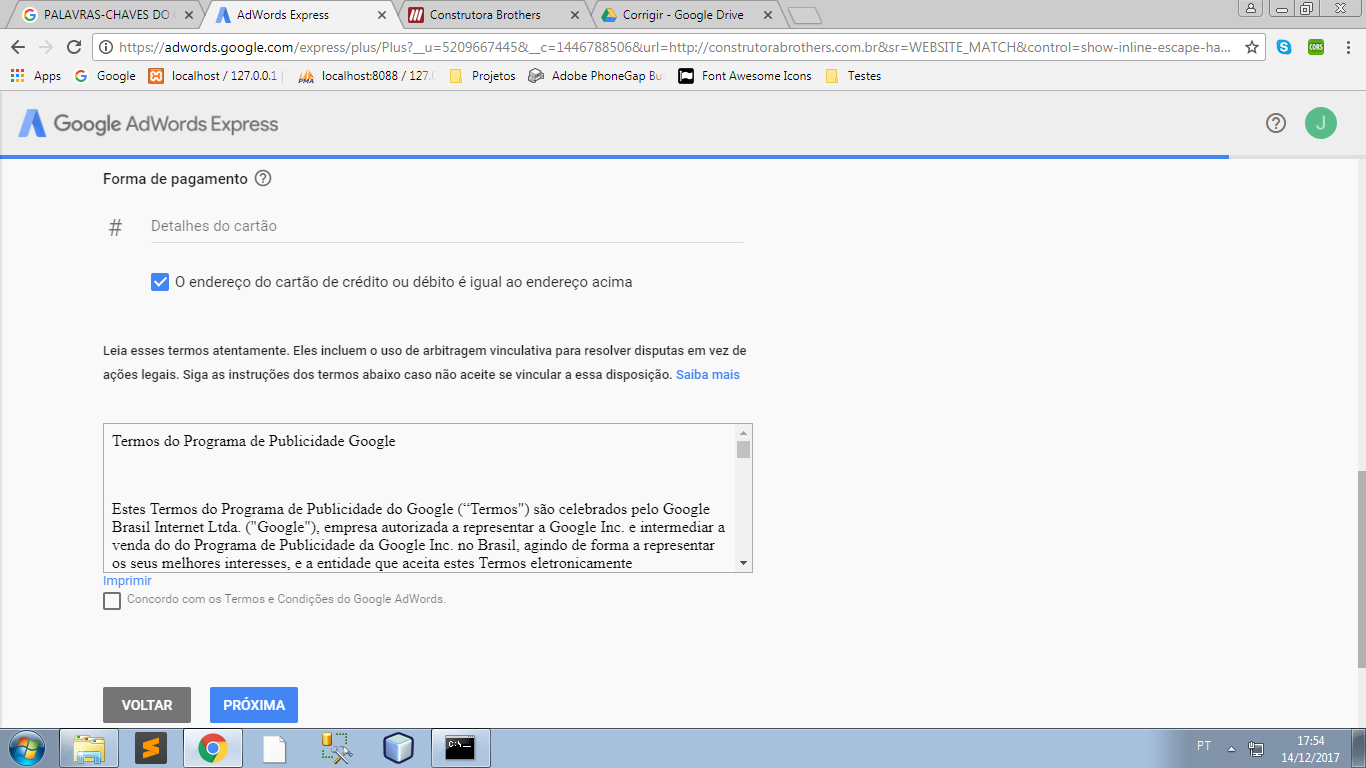 PALAVRAS-CHAVES DO
AdWords Express
Construtora Brothers
Corrigir - Google Drive
https://adwords.google.com/express/plus/Plus?__u=5209667445&__c=1446788506&url=http://construtorabrothers.com.br&sr=WEBSITE_MATCH&control=show-inline-escape-ha...
CORS
Apps
Google
localhost / 127.0.0.1
PMA
localhost:8088 / 127.
Projetos
Adobe PhoneGap Bu
Font Awesome Icons
Testes
Google AdWords Express
J
Forma de pagamento
# Detalhes do cartão
O endereço do cartão de crédito ou débito é igual ao endereço acima
Leia esses termos atentamente. Eles incluem o uso de arbitragem vinculativa para resolver disputas em vez de
ações legais. Siga as instruções dos termos abaixo caso não aceite se vincular a essa disposição. Saiba mais
Termos do Programa de Publicidade Google
Estes Termos do Programa de Publicidade do Google (“Termos") são celebrados pelo Google
Brasil Internet Ltda. ("Google"), empresa autorizada a representar a Google Inc. e intermediar a
venda do do Programa de Publicidade da Google Inc. no Brasil, agindo de forma a representar
os seus melhores interesses, e a entidade que aceita estes Termos eletronicamente
Imprimir
Concordo com os Termos e Condições do Google AdWords.
VOLTAR
PRÓXIMA
PT
17:54
14/12/2017